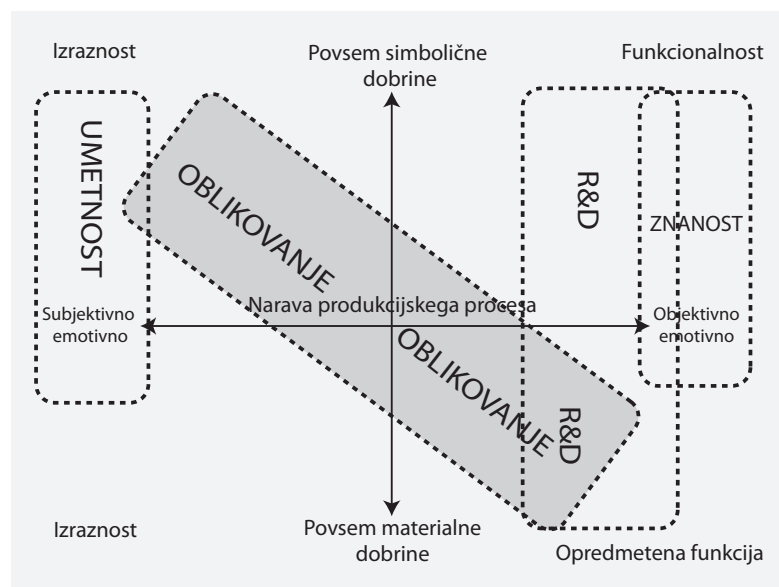 Izraznost
Povsem simbolične
dobrine
Funkcionalnost
UMETNOST
OBLIKOVANJE
R&D
ZNANOST
Narava produkcijskega procesa
Subjektivno
emotivno
Objektivno
emotivno
OBLIKOVANJE
R&D
Izraznost
Povsem materialne
dobrine
Opredmetena funkcija